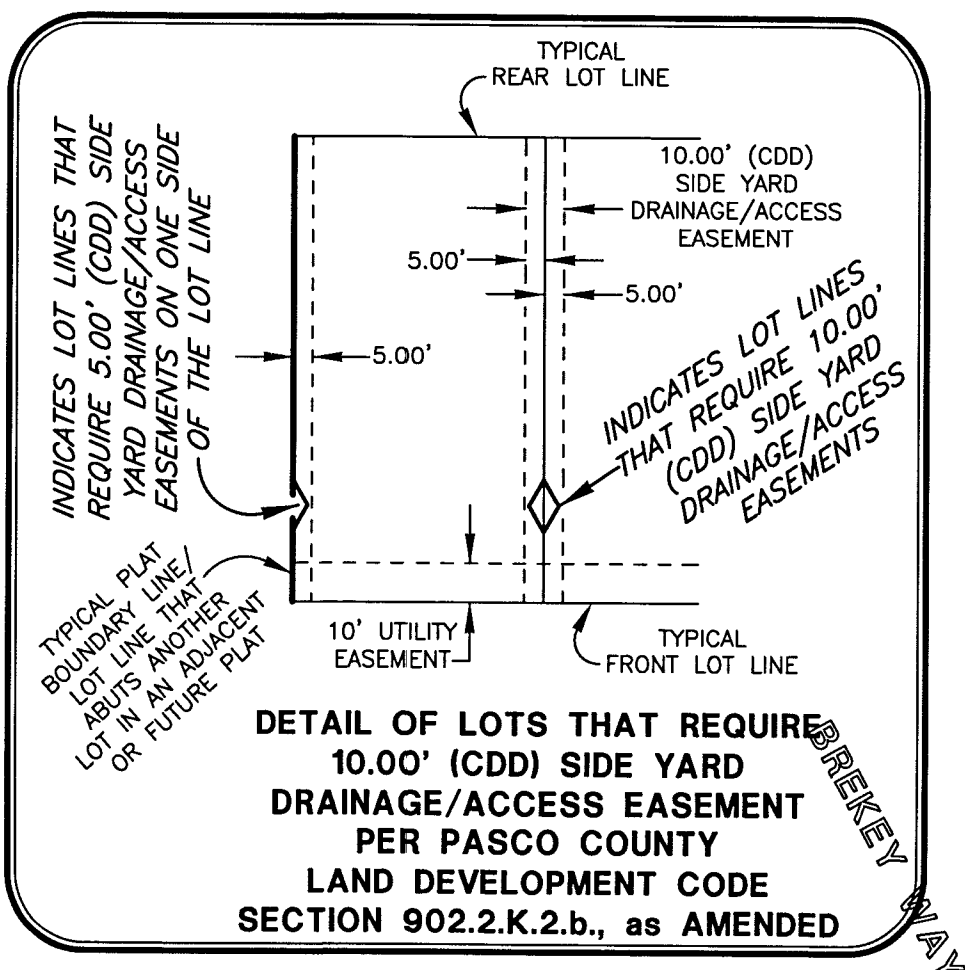 TYPICAL
REAR LOT LINE
INDICATES LOT LINES THAT
REQUIRE 5.00' (CDD) SIDE
YARD DRAINAGE/ACCESS
EASEMENTS ON ONE SIDE
OF THE LOT LINE
10.00' (CDD)
SIDE YARD
DRAINAGE/ACCESS
EASEMENT
5.00'
5.00'
5.00'
INDICATES LOT LINES
THAT REQUIRE 10.00'
(CDD) SIDE YARD
DRAINAGE/ACCESS
EASEMENTS
TYPICAL PLAT
BOUNDARY LINE/
LOT LINE THAT
ABUTS ANOTHER
LOT IN AN ADJACENT
OR FUTURE PLAT
10' UTILITY
EASEMENT
TYPICAL
FRONT LOT LINE
DETAIL OF LOTS THAT REQUIRE
10.00' (CDD) SIDE YARD
DRAINAGE/ACCESS EASEMENT
PER PASCO COUNTY
LAND DEVELOPMENT CODE
SECTION 902.2.K.2.b., as AMENDED
BREKEY WAY